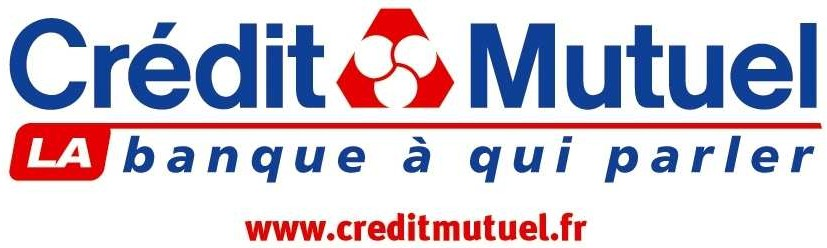 Crédit Mutuel
LA banque à qui parler
www.creditmutuel.fr